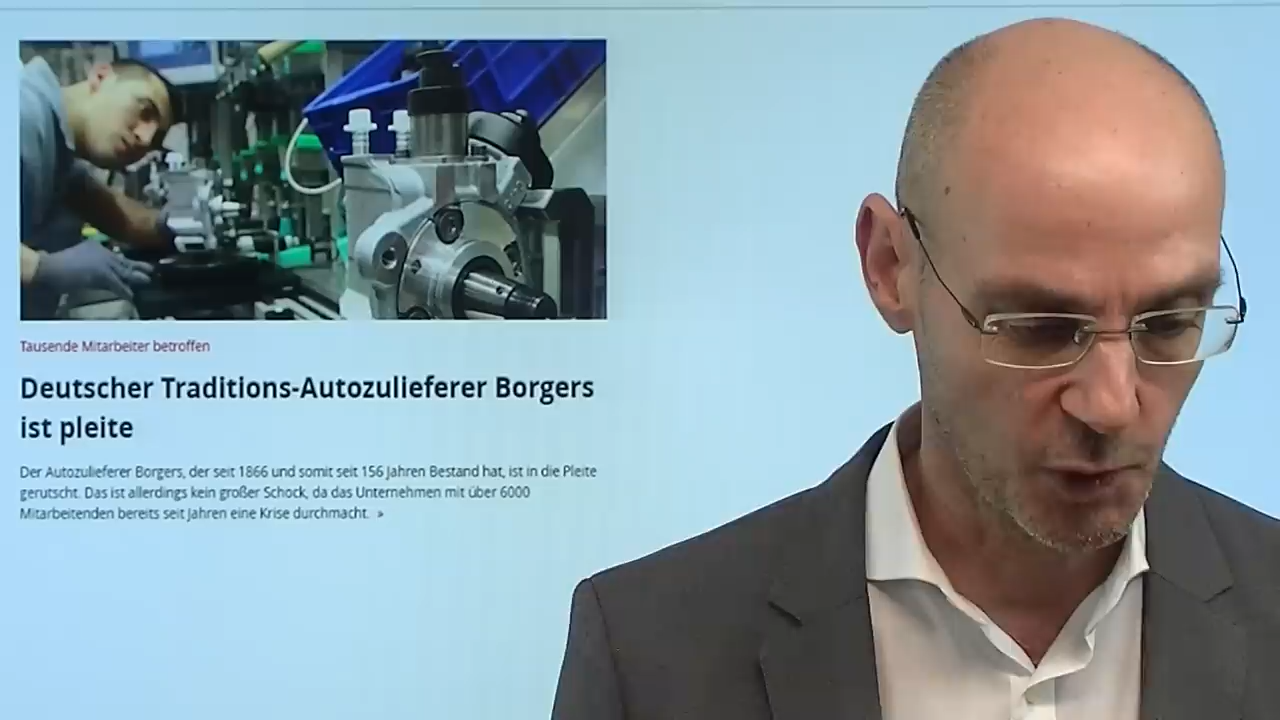 Tausende Mitarbeiter betroffen
Deutscher Traditions-Autozulieferer Borgers
ist pleite
Der Autozulieferer Borgers, der seit 1866 und somit seit 156 Jahren Bestand hat, ist in die Pleite
gerutscht. Das ist allerdings kein großer Schock, da das Unternehmen mit über 6000
Mitarbeitenden bereits seit Jahren eine Krise durchmacht. »